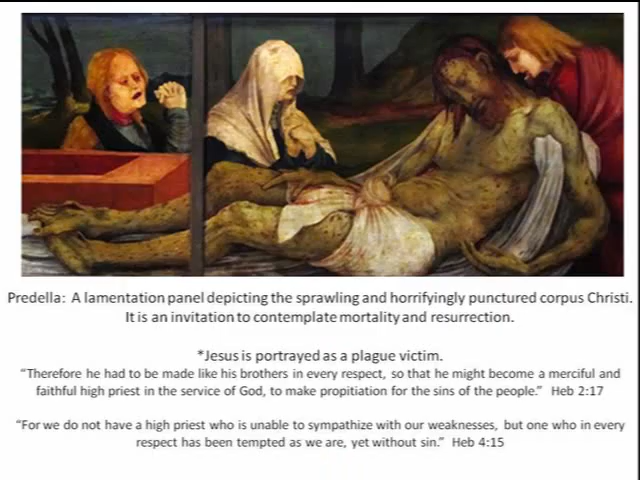 Predella: A lamentation panel depicting the sprawling and horrifyingly punctured corpus Christi.
It is an invitation to contemplate mortality and resurrection.
*Jesus is portrayed as a plague victim.
“Therefore he had to be made like his brothers in every respect, so that he might become a merciful and
faithful high priest in the service of God, to make propitiation for the sins of the people.” Heb 2:17
“For we do not have a high priest who is unable to sympathize with our weaknesses, but one who in every
respect has been tempted as we are, yet without sin.” Heb 4:15